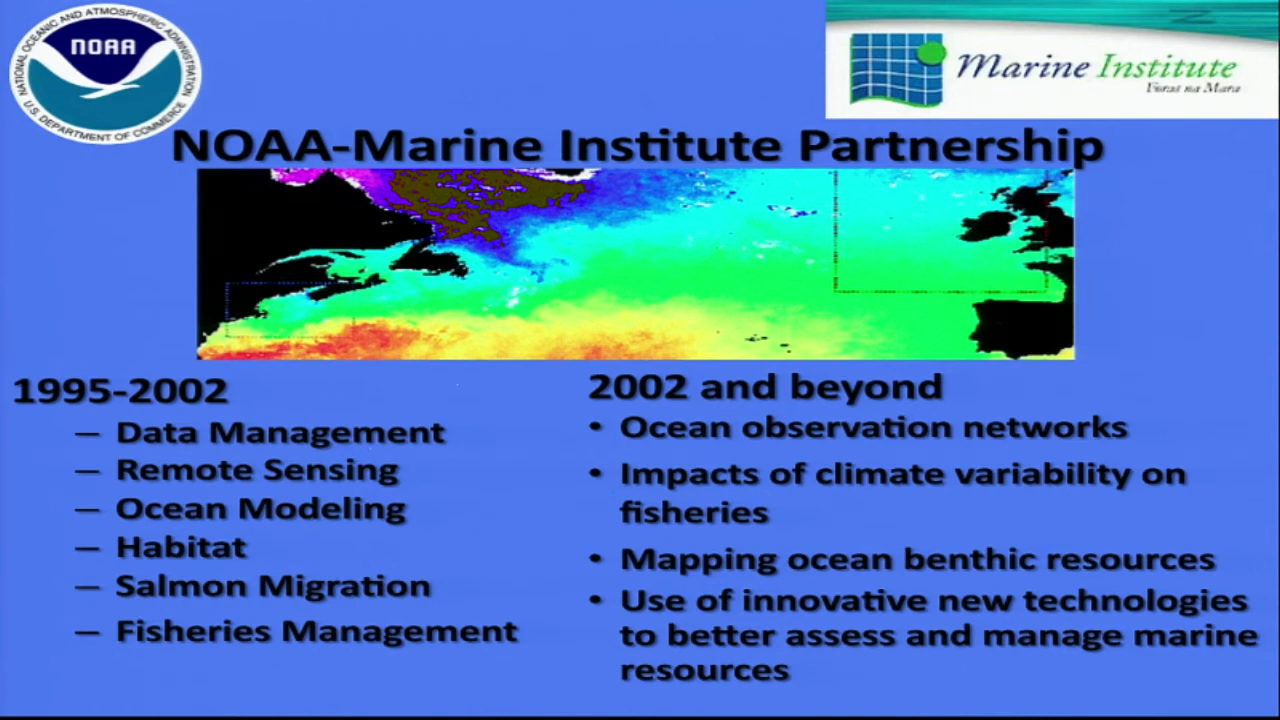 NOAA
NATIONAL OCEANIC AND ATMOSPHERIC ADMINISTRATION
U.S. DEPARTMENT OF COMMERCE
Marine Institute
Foras na Mara
NOAA-Marine Institute Partnership
1995-2002
– Data Management
– Remote Sensing
– Ocean Modeling
– Habitat
– Salmon Migration
– Fisheries Management
2002 and beyond
• Ocean observation networks
• Impacts of climate variability on
fisheries
• Mapping ocean benthic resources
• Use of innovative new technologies
to better assess and manage marine
resources